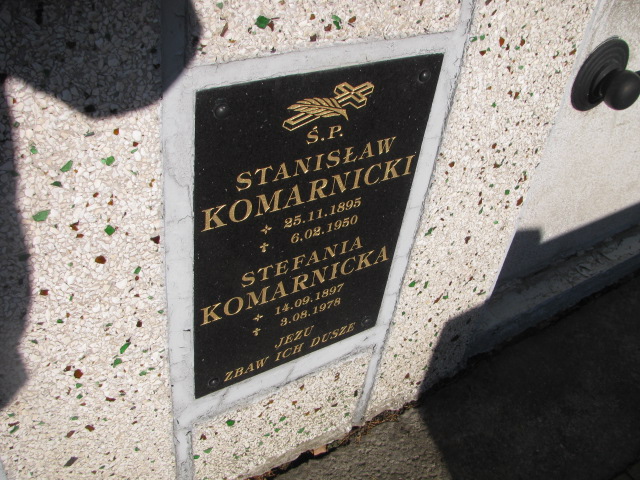 Ś.P.
STANISŁAW
KOMARNICKI
25.11.1895
6.02.1950
STEFANIA
KOMARNICKA
14.09.1897
3.08.1978
JEZU
ZBAW ICH DUSZE